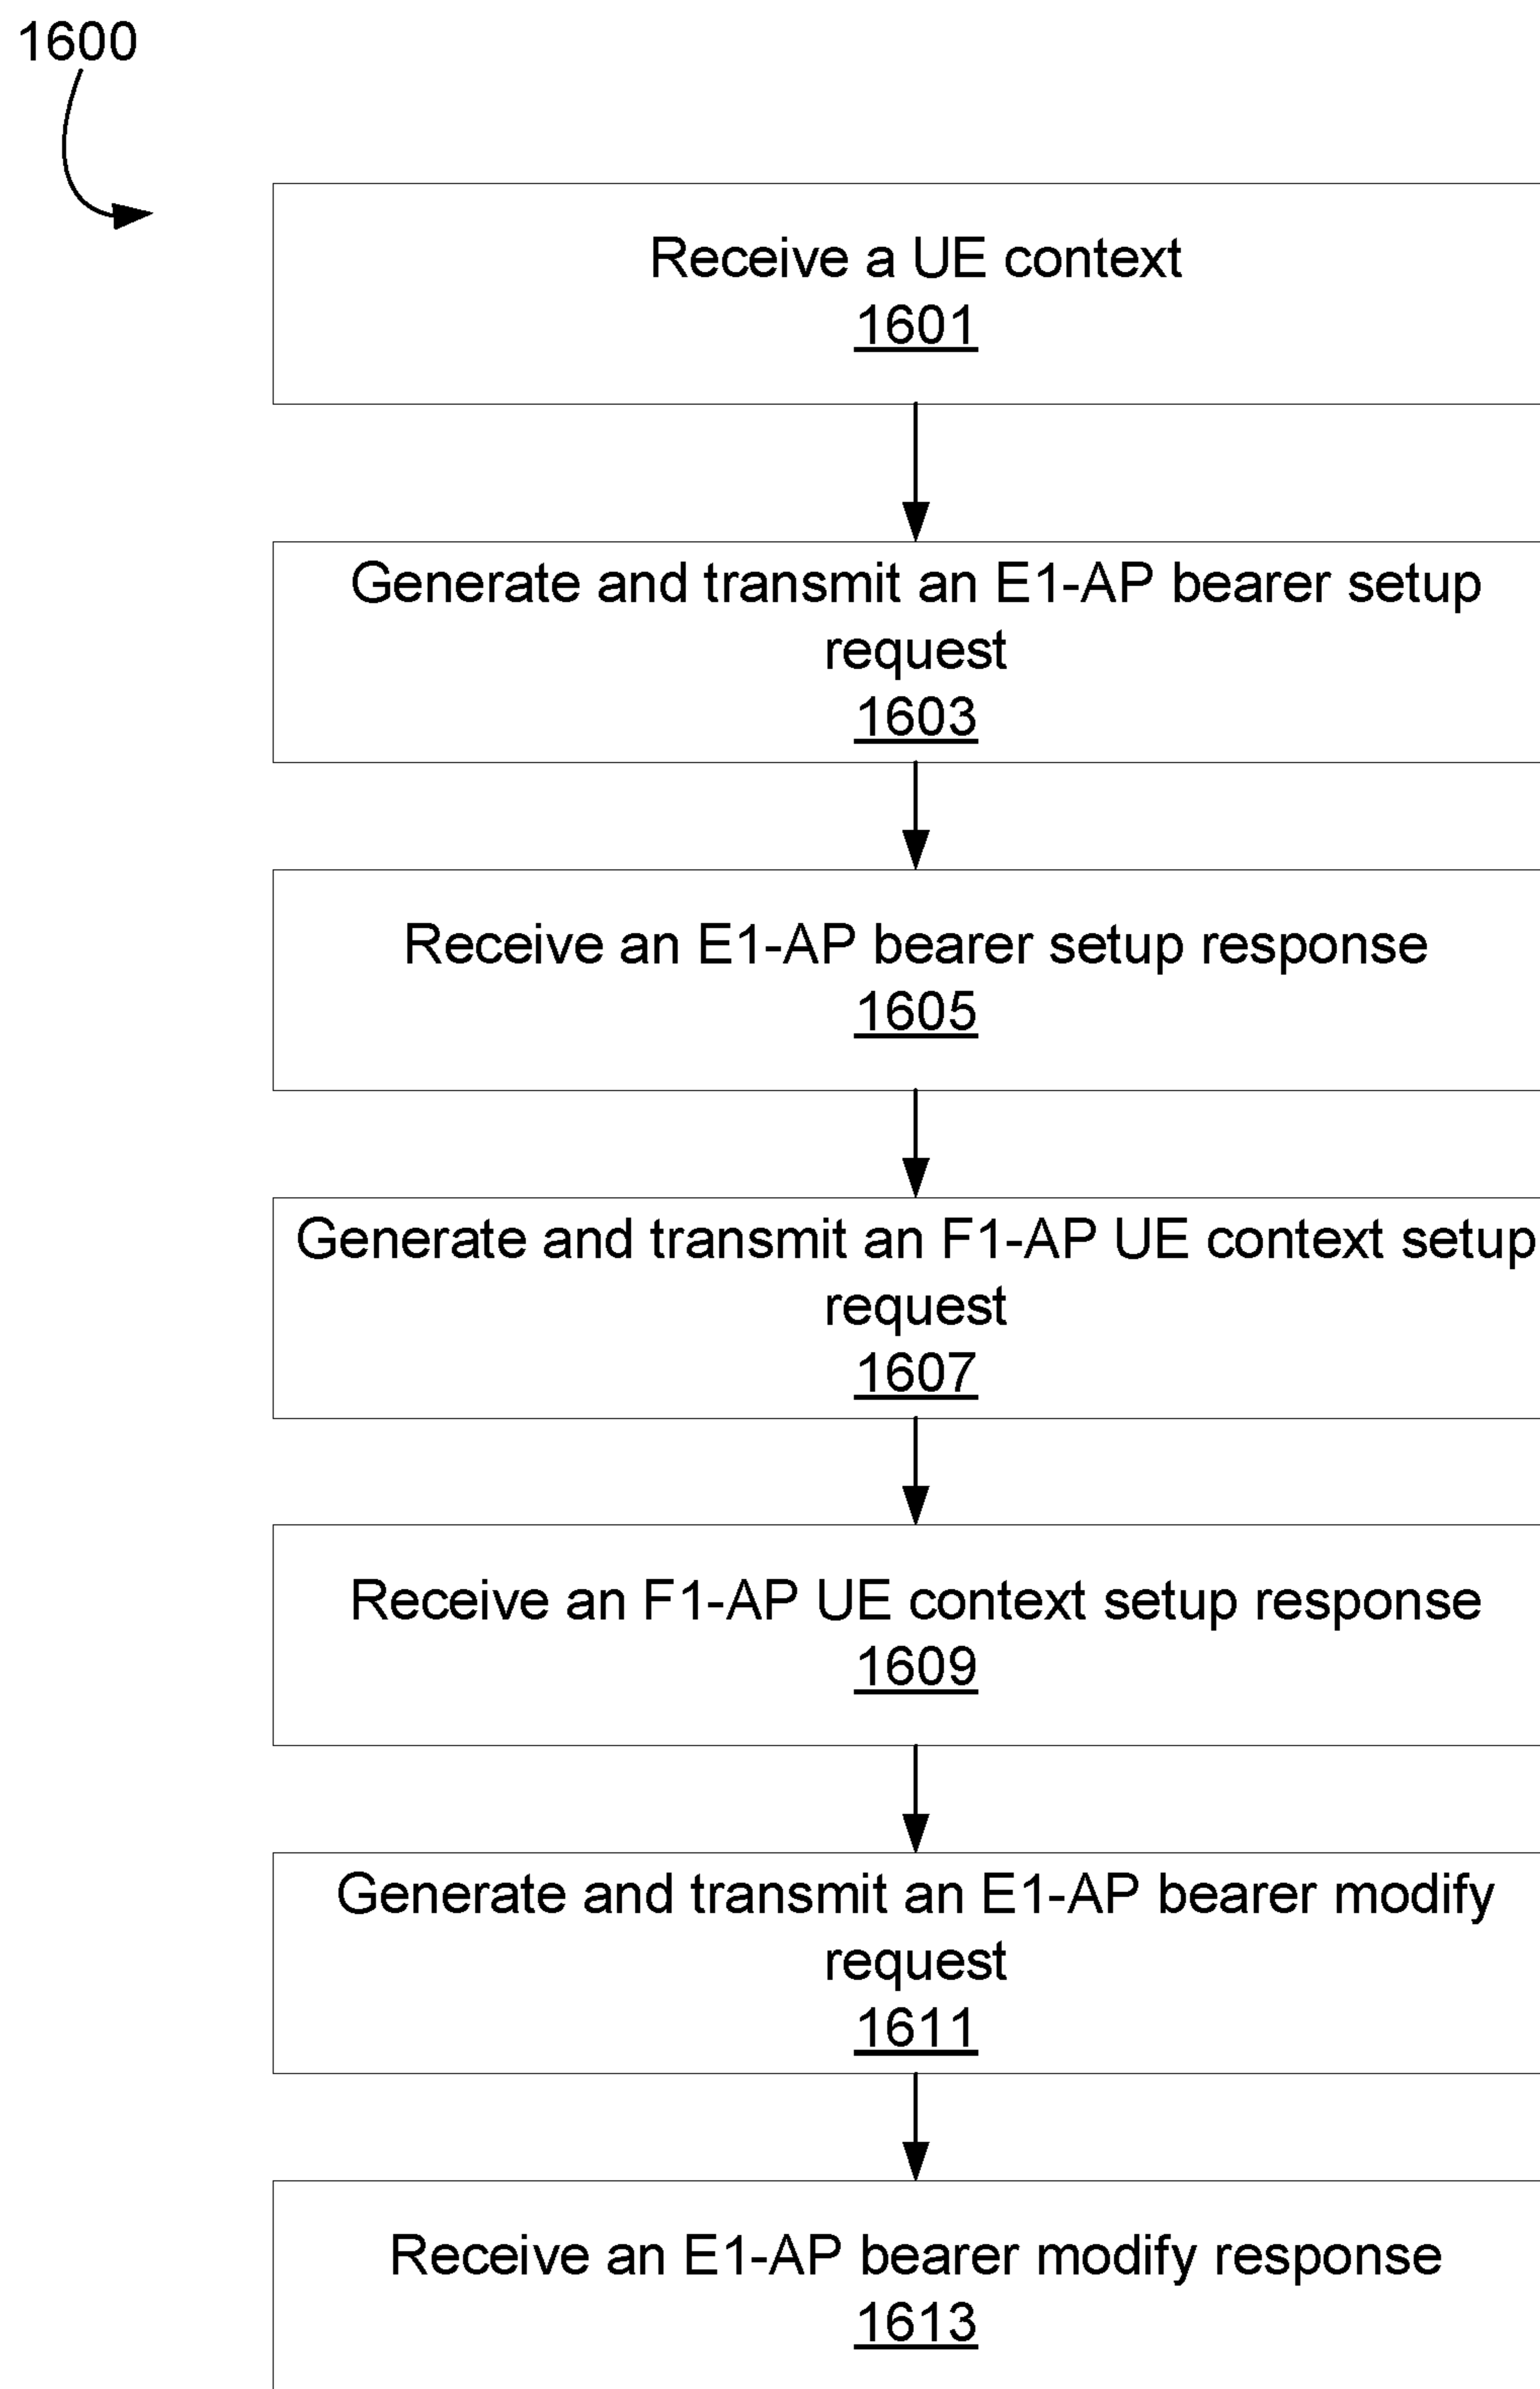 1600
Receive a UE context
1601
Generate and transmit an E1-AP bearer setup
request
1603
Receive an E1-AP bearer setup response
1605
Generate and transmit an F1-AP UE context setup
request
1607
Receive an F1-AP UE context setup response
1609
Generate and transmit an E1-AP bearer modify
request
1611
Receive an E1-AP bearer modify response
1613